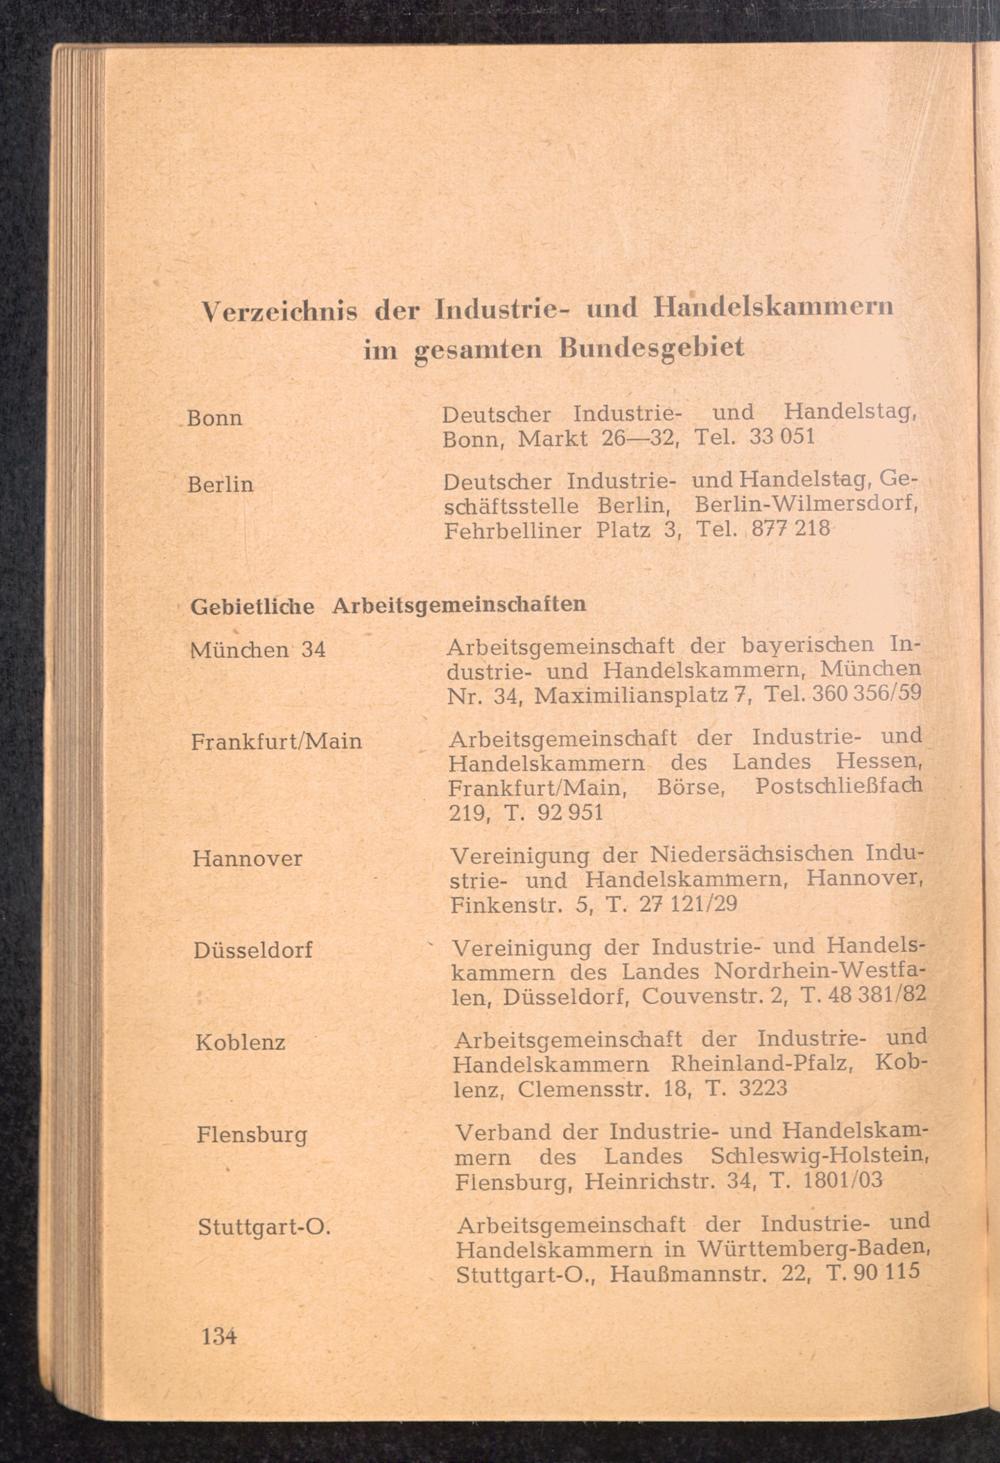 Verzeichnis der Industrie- und Handelskammern
im gesamten Bundesgebiet
Bonn Deutscher Industrie- und Handelstag,
Bonn, Markt 26—32, Tel. 33 051
Berlin Deutscher Industrie- und Handelstag, Ge-
schäftsstelle Berlin, Berlin-Wilmersdorf,
Fehrbelliner Platz 3, Tel. 877 218
Gebietliche Arbeitsgemeinschaften
München 34 Arbeitsgemeinschaft der bayerischen In-
dustrie- und Handelskammern, München
Nr. 34, Maximiliansplatz 7, Tel. 360 356/59
Frankfurt/Main Arbeitsgemeinschaft der Industrie- und
Handelskammern des Landes Hessen,
Frankfurt/Main, Börse, Postschließfach
219, T. 92 951
Hannover Vereinigung der Niedersächsischen Indu-
strie- und Handelskammern, Hannover,
Finkenstr. 5, T. 27 121/29
Düsseldorf Vereinigung der Industrie- und Handels-
kammern des Landes Nordrhein-Westfa-
len, Düsseldorf, Couvenstr. 2, T. 48 381/82
Koblenz Arbeitsgemeinschaft der Industrie- und
Handelskammern Rheinland-Pfalz, Kob-
lenz, Clemensstr. 18, T. 3223
Flensburg Verband der Industrie- und Handelskam-
mern des Landes Schleswig-Holstein,
Flensburg, Heinrichstr. 34, T. 1801/03
Stuttgart-O. Arbeitsgemeinschaft der Industrie- und
Handelskammern in Württemberg-Baden,
Stuttgart-O., Haußmannstr. 22, T. 90 115
134